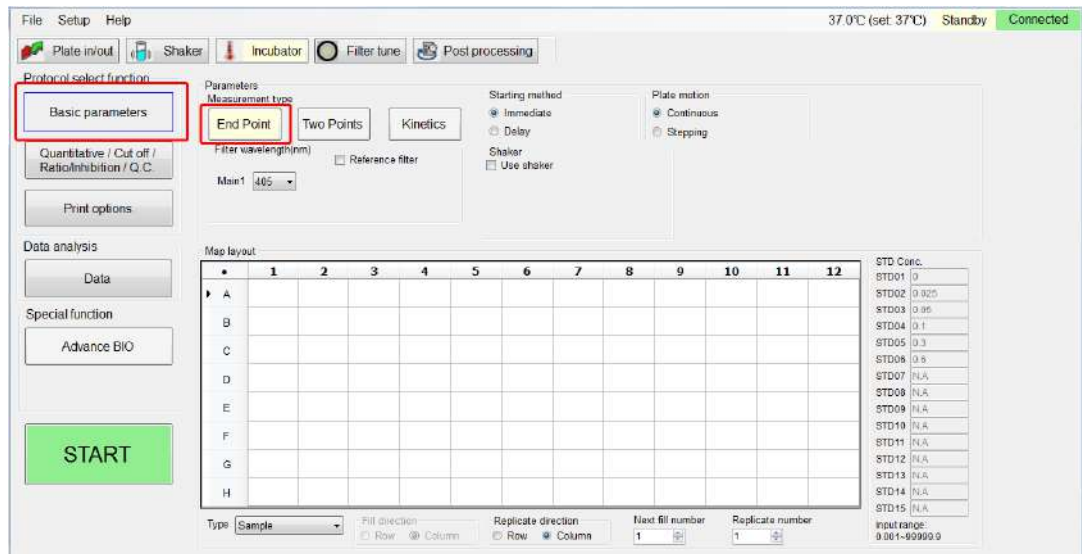 File Setup Help 37.0℃ (set: 37℃) Standby Connected
Plate in/out Shaker Incubator Filter tune Post processing
Protocol select function
Basic parameters
Quantitative / Cut off /
Ratio/Inhibition / Q.C.
Print options
Data analysis
Data
Special function
Advance BIO
START
Parameters
Measurement type
End Point Two Points Kinetics
Filter wavelength(nm)
Reference filter
Main1 405
Starting method
Immediate
Delay
Shaker
Use shaker
Plate motion
Continuous
Stepping
Map layout
1 2 3 4 5 6 7 8 9 10 11 12
A
B
C
D
E
F
G
H
STD Conc.
STD01 0
STD02 0.025
STD03 0.05
STD04 0.1
STD05 0.3
STD06 0.6
STD07 N.A
STD08 N.A
STD09 N.A
STD10 N.A
STD11 N.A
STD12 N.A
STD13 N.A
STD14 N.A
STD15 N.A
Input range:
0.001~99999.9
Type Sample
Fill direction
Row Column
Replicate direction
Row Column
Next fill number
1
Replicate number
1